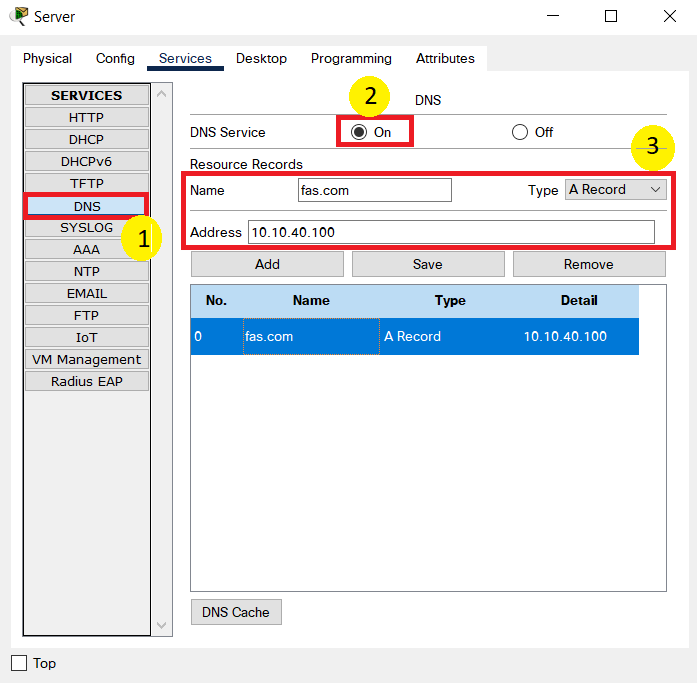 Server
Physical Config Services Desktop Programming Attributes
SERVICES
HTTP
DHCP
DHCPv6
TFTP
DNS
SYSLOG
AAA
NTP
EMAIL
FTP
IoT
VM Management
Radius EAP
1
2
DNS
DNS Service On Off
3
Resource Records
Name fas.com Type A Record
Address 10.10.40.100
Add Save Remove
No. Name Type Detail
0 fas.com A Record 10.10.40.100
DNS Cache
Top